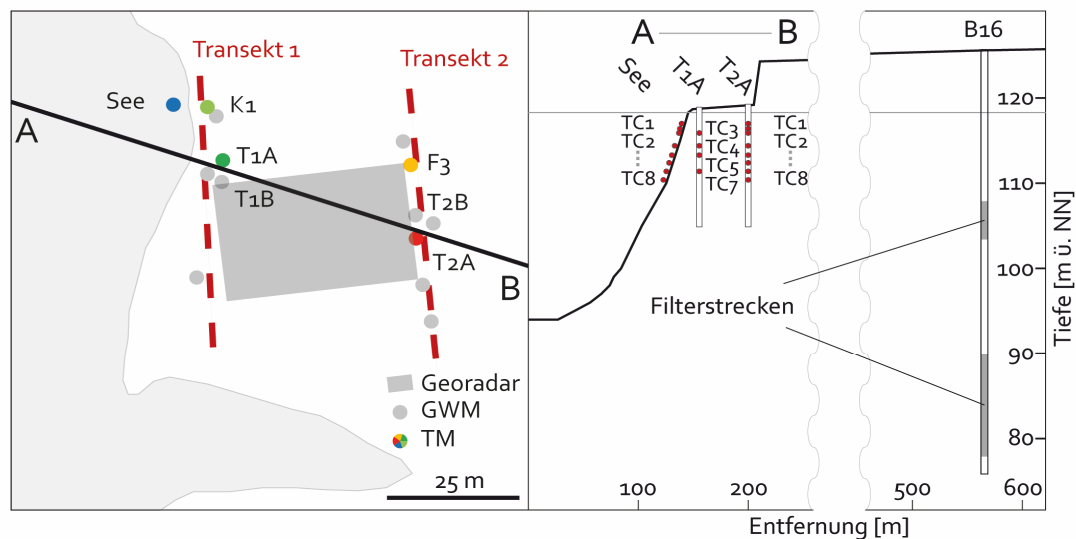 Transekt 1
Transekt 2
See
K1
A
T1A
F3
T1B
T2B
T2A
B
Georadar
GWM
TM
25 m
A
B
B16
See
T1A
T2A
120
TC1
TC3
TC1
TC2
TC4
TC2
TC5
TC8
TC7
TC8
110
100
Filterstrecken
90
80
Tiefe [m ü. NN]
100
200
500
600
Entfernung [m]